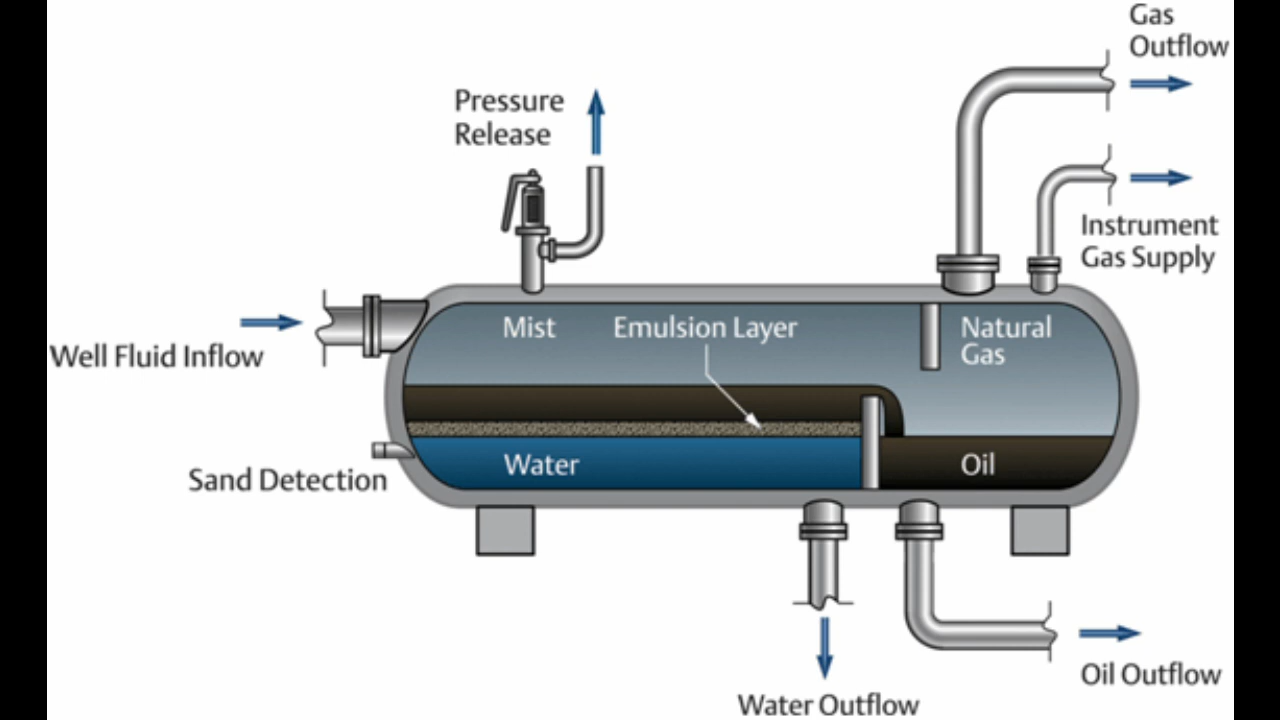 Gas
Outflow
Pressure
Release
Instrument
Gas Supply
Well Fluid Inflow
Mist
Emulsion Layer
Natural
Gas
Sand Detection
Water
Oil
Water Outflow
Oil Outflow